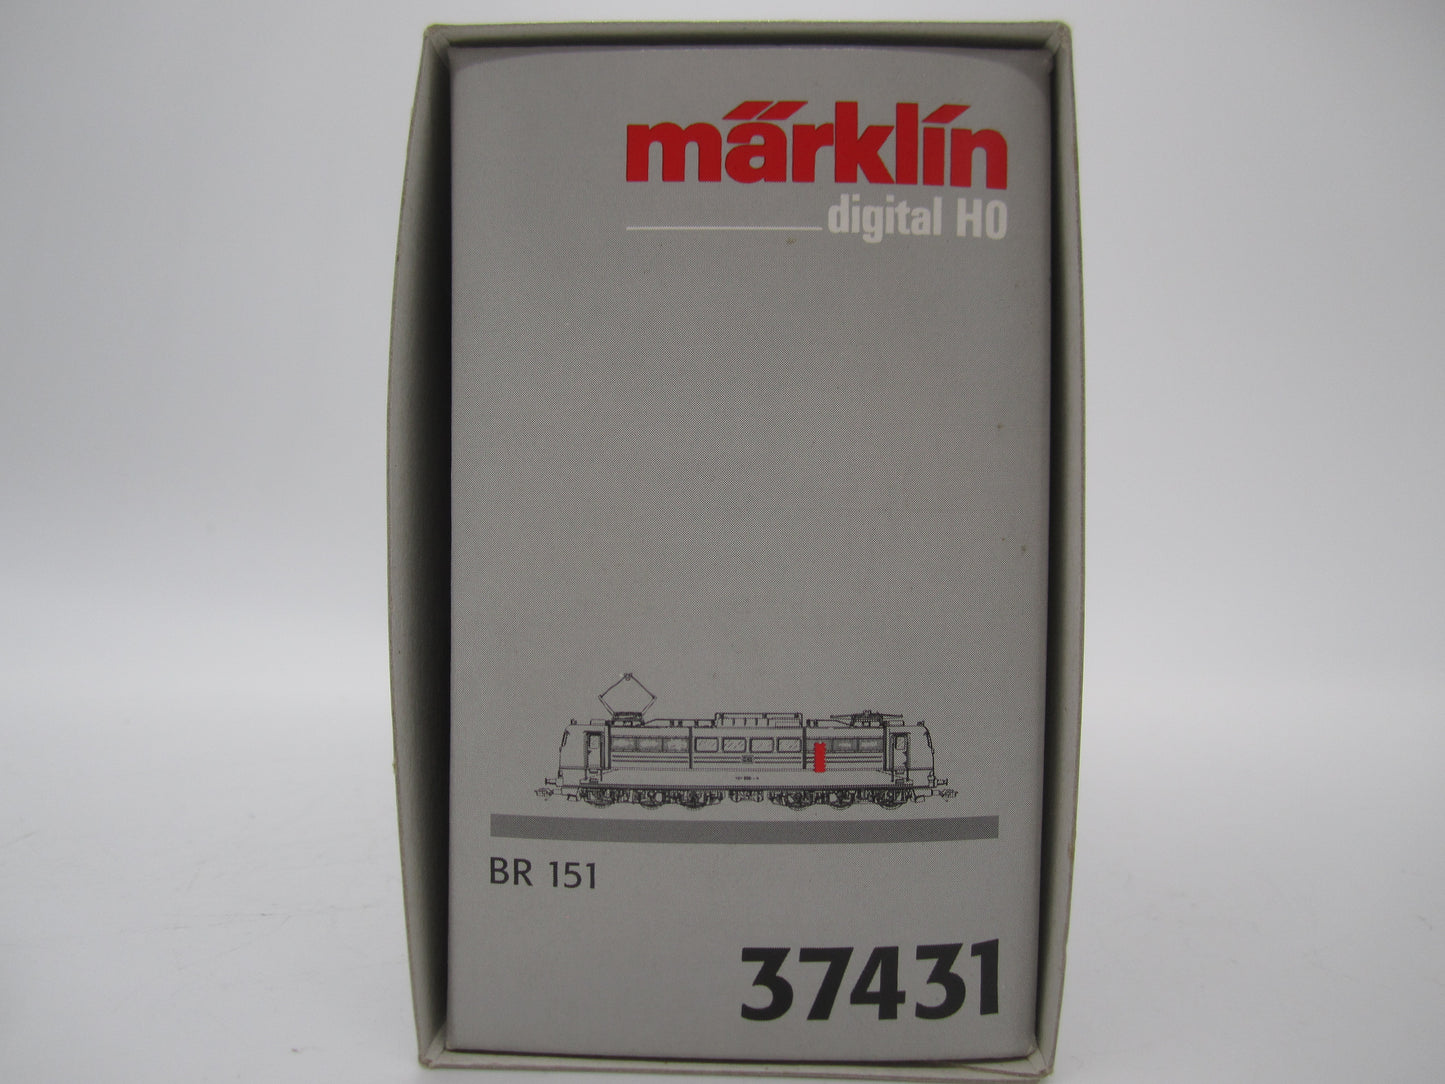 märklin
digital H0
BR 151
37431